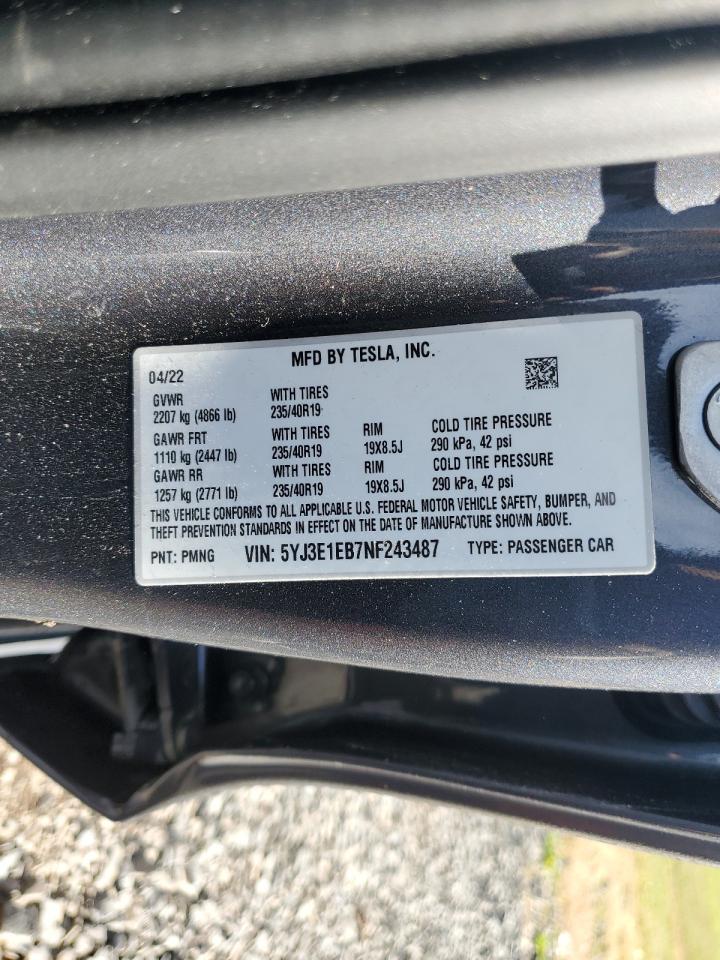 MFD BY TESLA, INC.
04/22
GVWR WITH TIRES
2207 kg (4866 lb) 235/40R19
GAWR FRT WITH TIRES RIM COLD TIRE PRESSURE
1110 kg (2447 lb) 235/40R19 19X8.5J 290 kPa, 42 psi
GAWR RR WITH TIRES RIM COLD TIRE PRESSURE
1257 kg (2771 lb) 235/40R19 19X8.5J 290 kPa, 42 psi
THIS VEHICLE CONFORMS TO ALL APPLICABLE U.S. FEDERAL MOTOR VEHICLE SAFETY, BUMPER, AND
THEFT PREVENTION STANDARDS IN EFFECT ON THE DATE OF MANUFACTURE SHOWN ABOVE.
PNT: PMNG VIN: 5YJ3E1EB7NF243487 TYPE: PASSENGER CAR